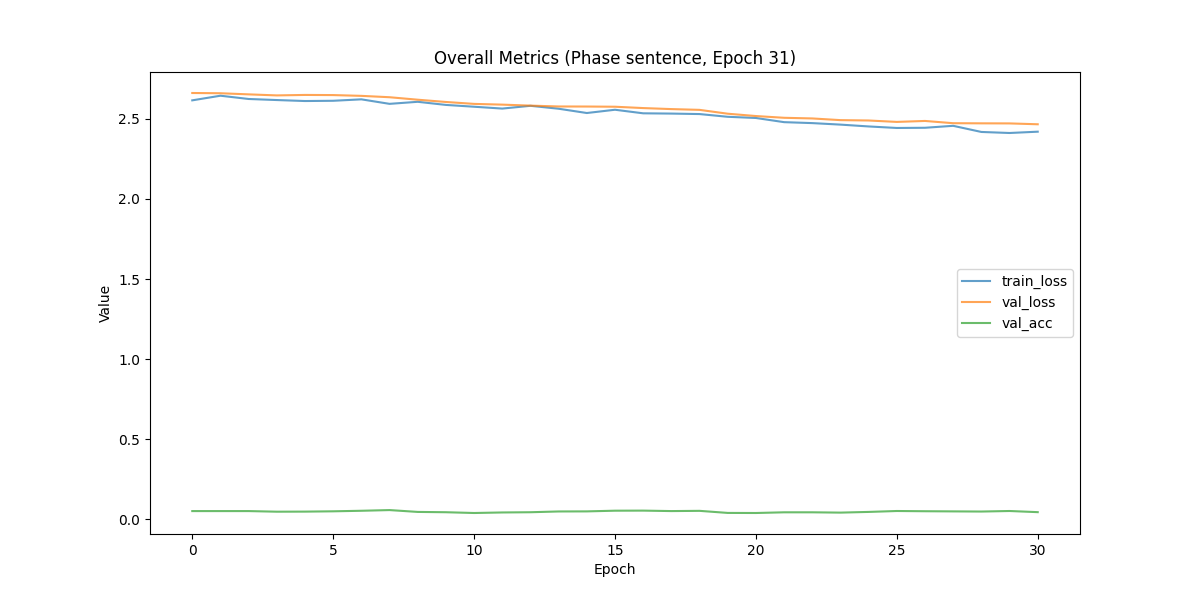 Overall Metrics (Phase sentence, Epoch 31)
2.5
2.0
1.5
1.0
0.5
0.0
Value
train_loss
val_loss
val_acc
0 5 10 15 20 25 30
Epoch